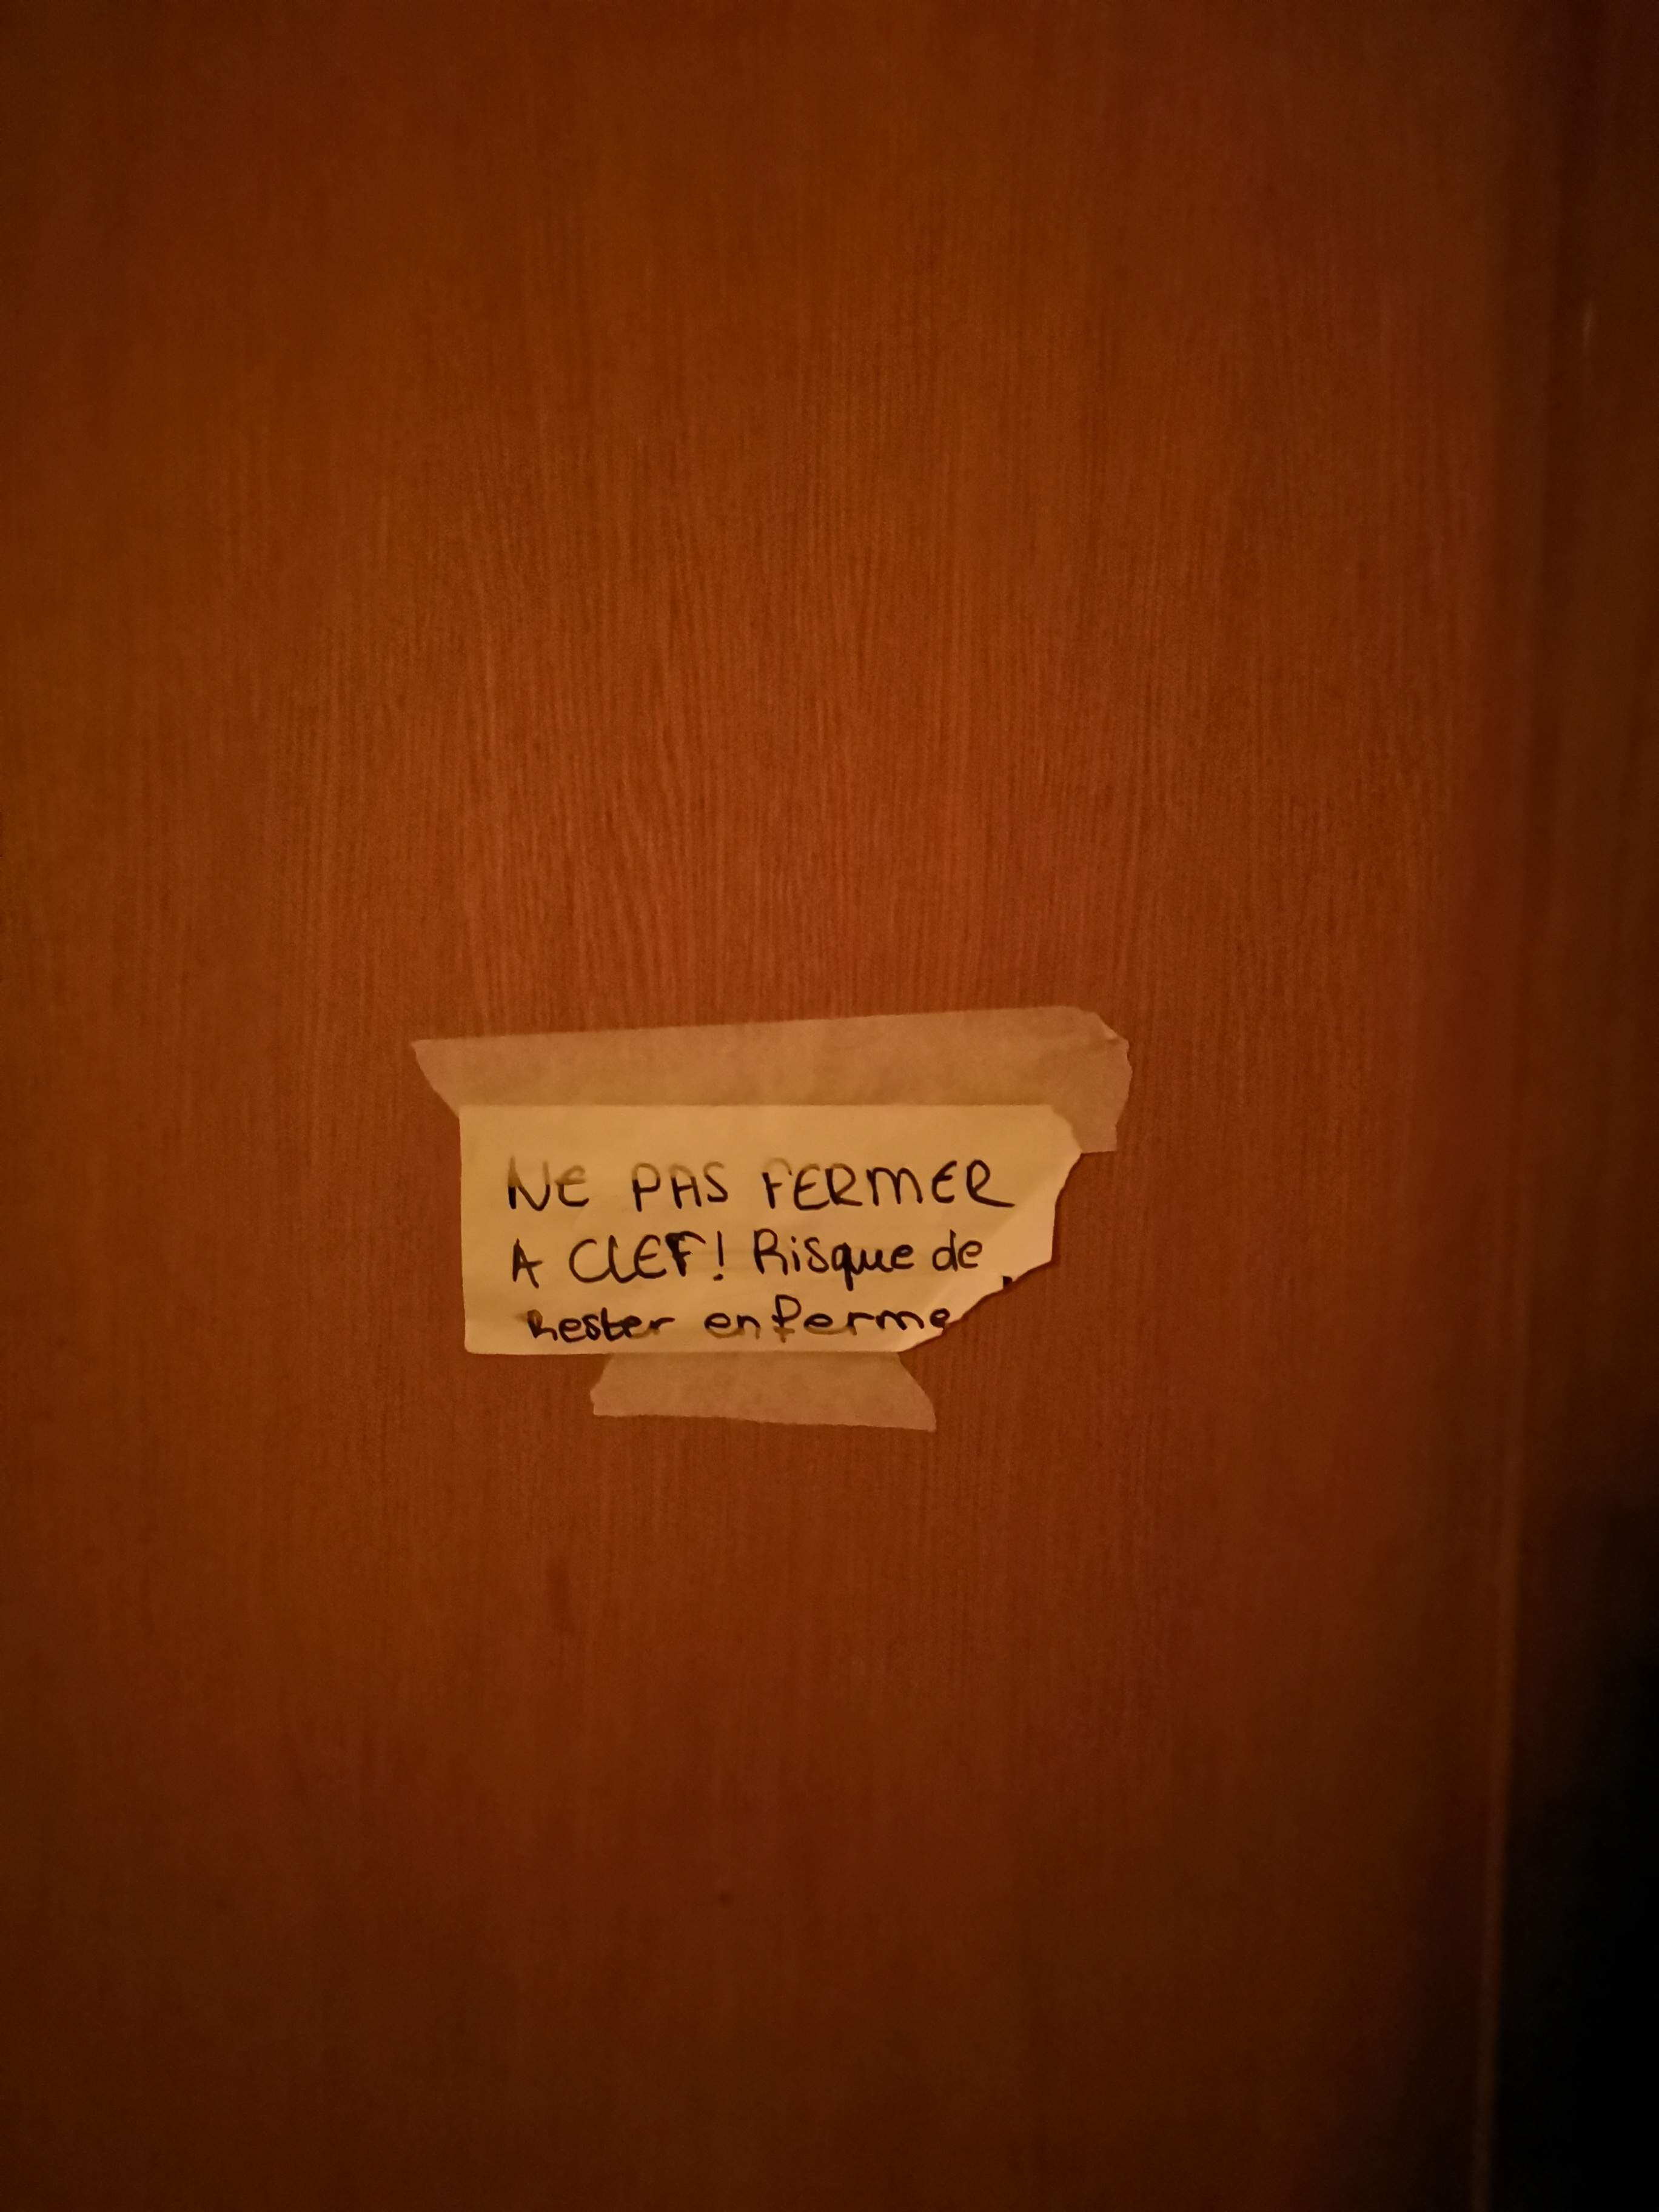 NE PAS FERMER
A CLEF! Risque de
Rester enferme